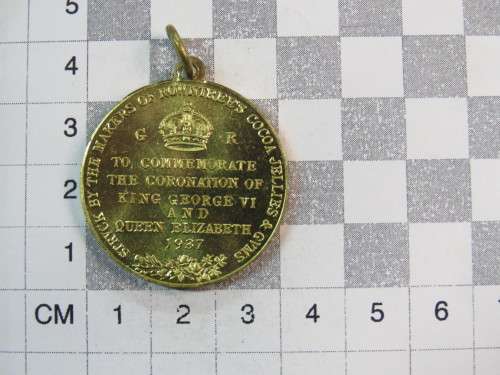 5
4
3
2
1
CM 1 2 3 4 5 6
STRUCK BY THE MAKERS OF ROWNTREE'S COCOA JELLIES & GUMS
G R
TO COMMEMORATE
THE CORONATION OF
KING GEORGE VI
AND
QUEEN ELIZABETH
1937